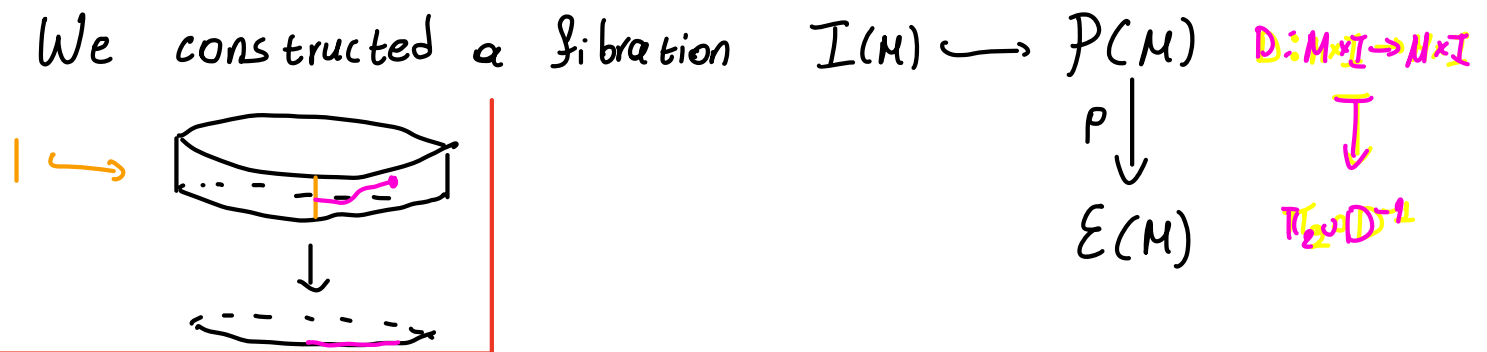 We constructed a fibration I(M) ↪ P(M) D: M×I → M×I
p
E(M) π₂∘D⁻¹